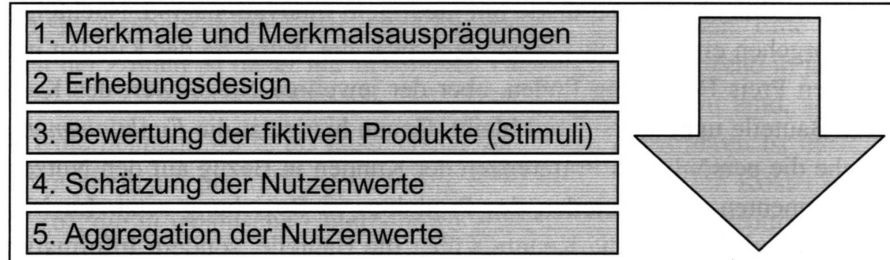 1. Merkmale und Merkmalsausprägungen
2. Erhebungsdesign
3. Bewertung der fiktiven Produkte (Stimuli)
4. Schätzung der Nutzenwerte
5. Aggregation der Nutzenwerte